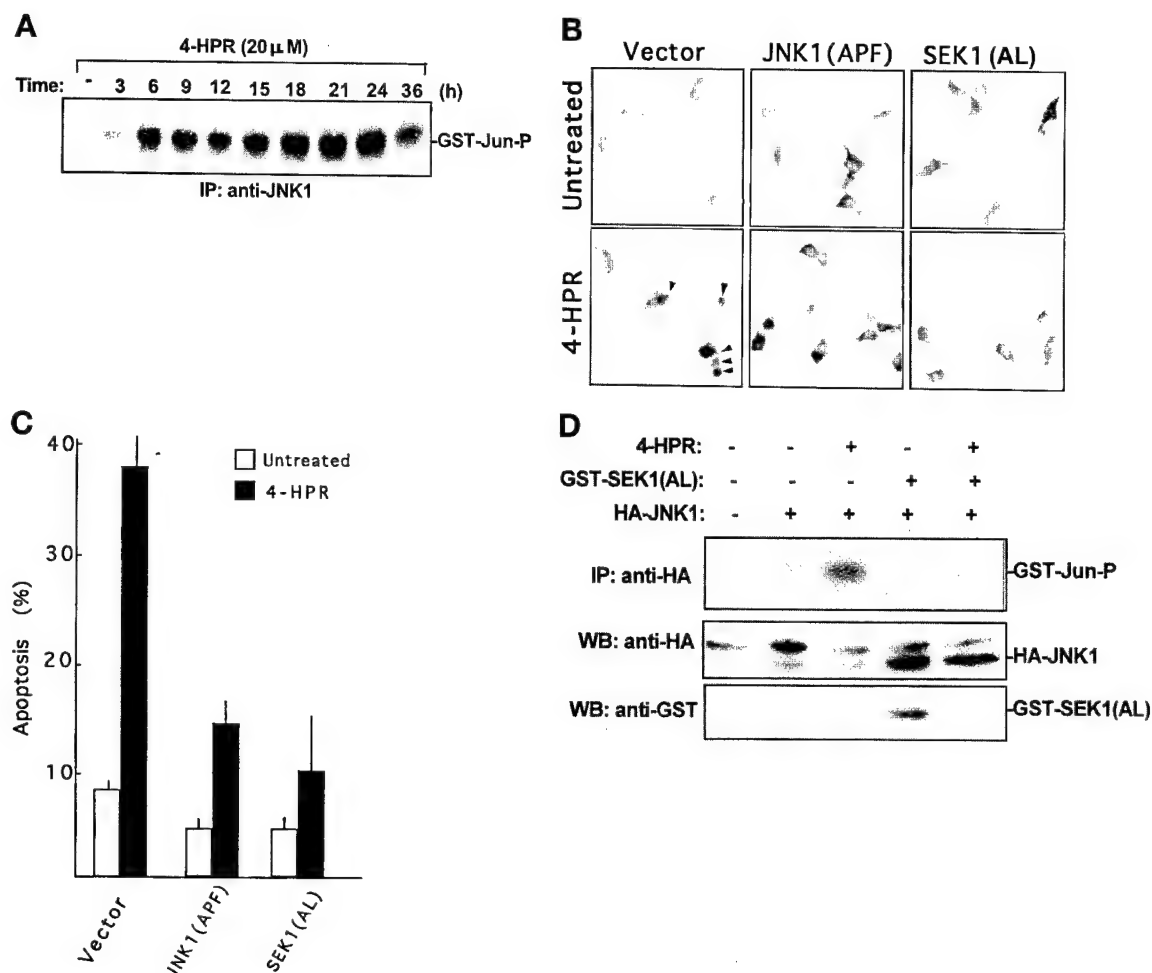 A
4-HPR (20 μM)
Time: - 3 6 9 12 15 18 21 24 36 (h)
-GST-Jun-P
IP: anti-JNK1
B
Vector JNK1(APF) SEK1(AL)
Untreated
4-HPR
C
40
30
20
10
Apoptosis (%)
Untreated
4-HPR
Vector
JNK1(APF)
SEK1(AL)
D
4-HPR: - - + - +
GST-SEK1(AL): - - - + +
HA-JNK1: - + + + +
IP: anti-HA -GST-Jun-P
WB: anti-HA -HA-JNK1
WB: anti-GST -GST-SEK1(AL)